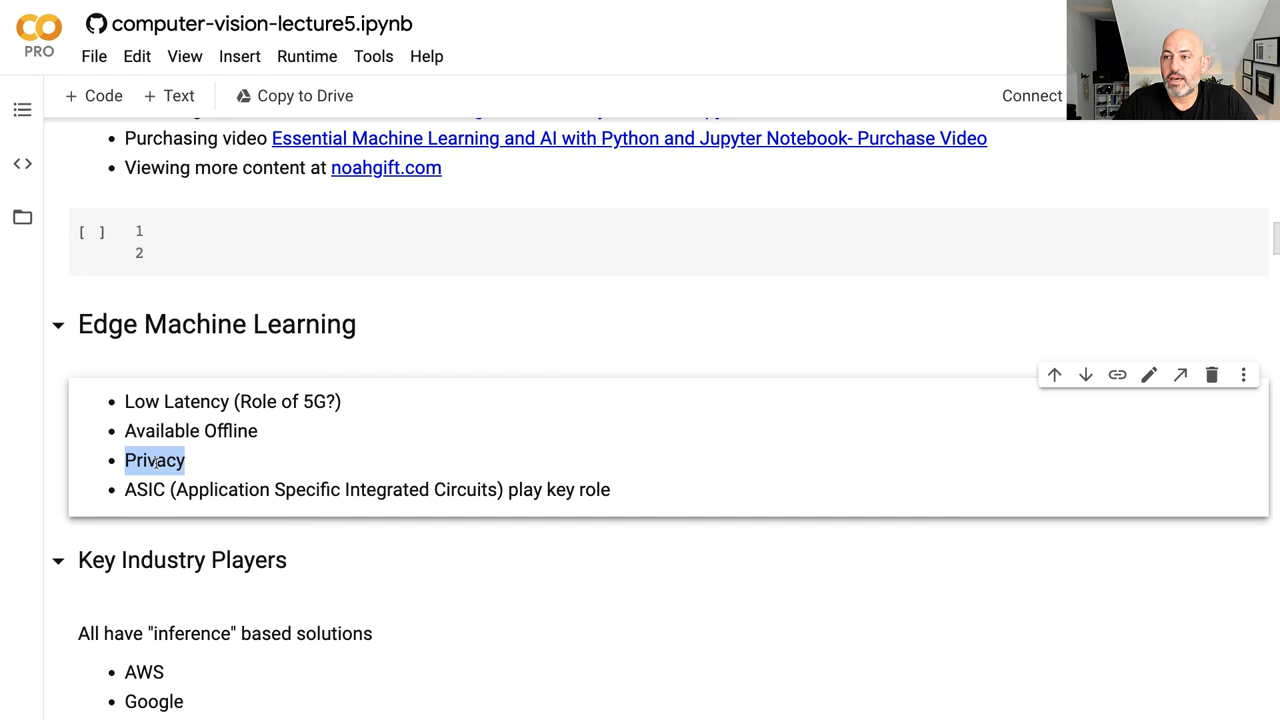 computer-vision-lecture5.ipynb
PRO
File Edit View Insert Runtime Tools Help
+ Code + Text Copy to Drive Connect
• Purchasing video Essential Machine Learning and AI with Python and Jupyter Notebook- Purchase Video
• Viewing more content at noahgift.com
[ ] 1
2
Edge Machine Learning
• Low Latency (Role of 5G?)
• Available Offline
• Privacy
• ASIC (Application Specific Integrated Circuits) play key role
Key Industry Players
All have "inference" based solutions
• AWS
• Google